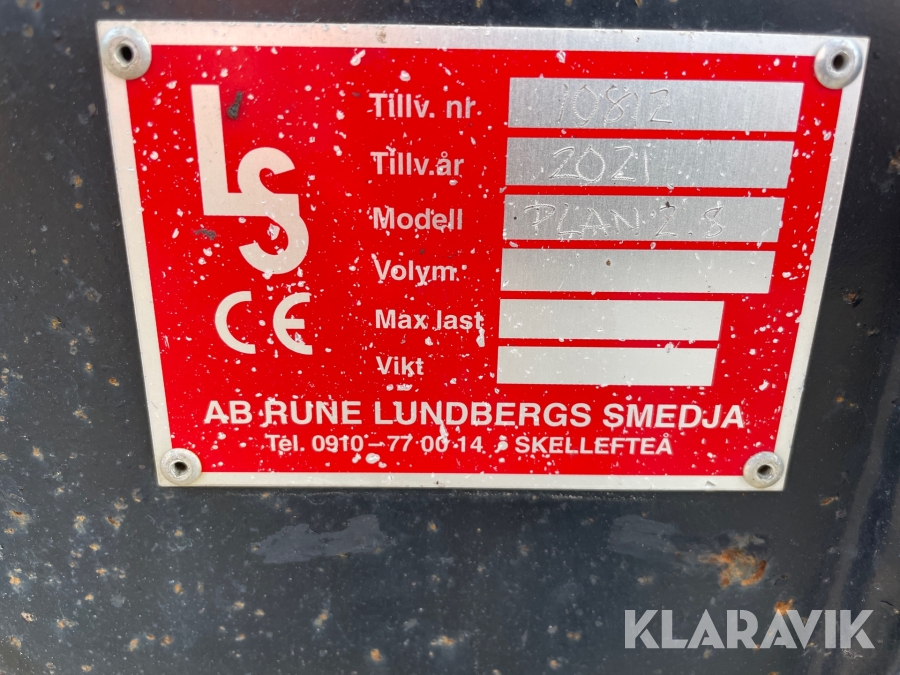 LS
CE
Tillv. nr 10812
Tillv.år 2021
Modell PLAN 2.8
Volym
Max last
Vikt
AB RUNE LUNDBERGS SMEDJA
Tel. 0910-77 00 14 SKELLEFTEÅ
KLARAVIK